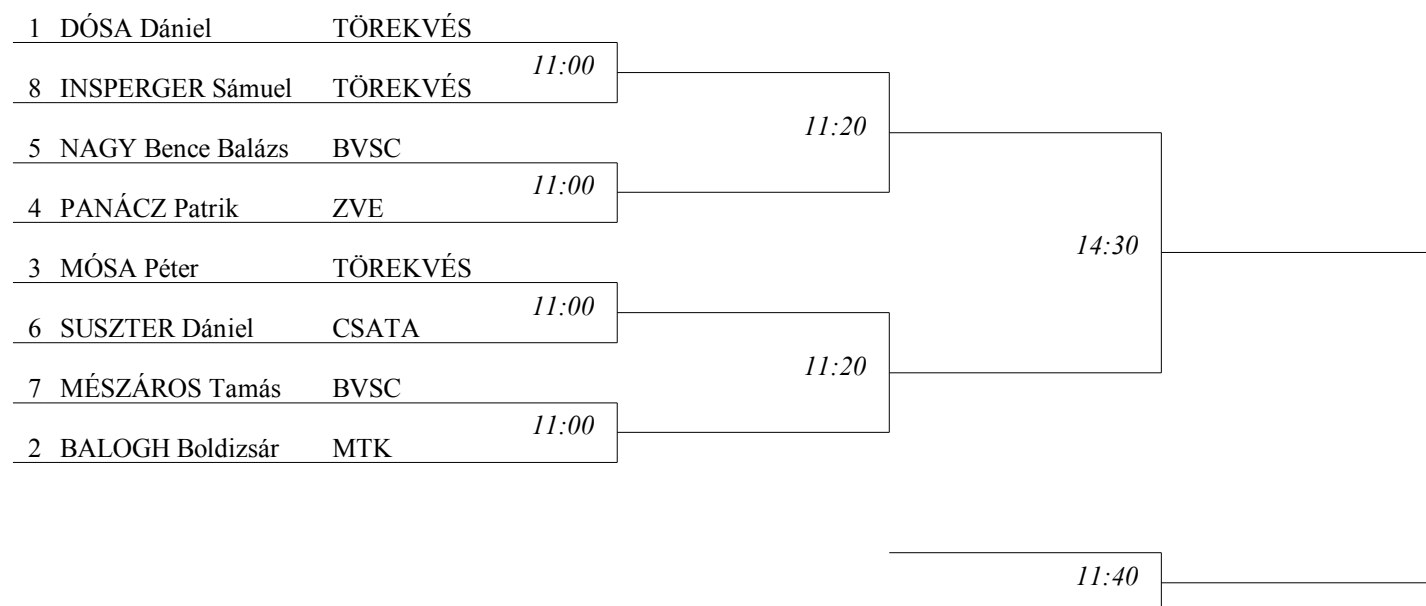 1 DÓSA Dániel TÖREKVÉS
11:00
8 INSPERGER Sámuel TÖREKVÉS
11:20
5 NAGY Bence Balázs BVSC
11:00
4 PANÁCZ Patrik ZVE
14:30
3 MÓSA Péter TÖREKVÉS
11:00
6 SUSZTER Dániel CSATA
11:20
7 MÉSZÁROS Tamás BVSC
11:00
2 BALOGH Boldizsár MTK
11:40